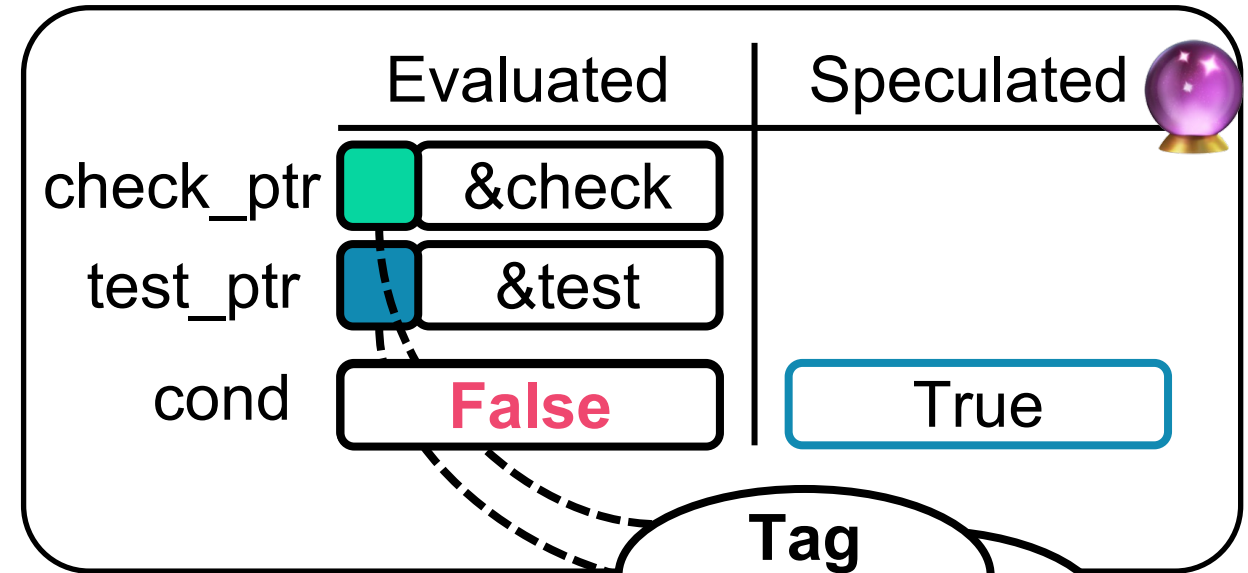 Evaluated Speculated
check_ptr &check
test_ptr &test
cond False True
Tag